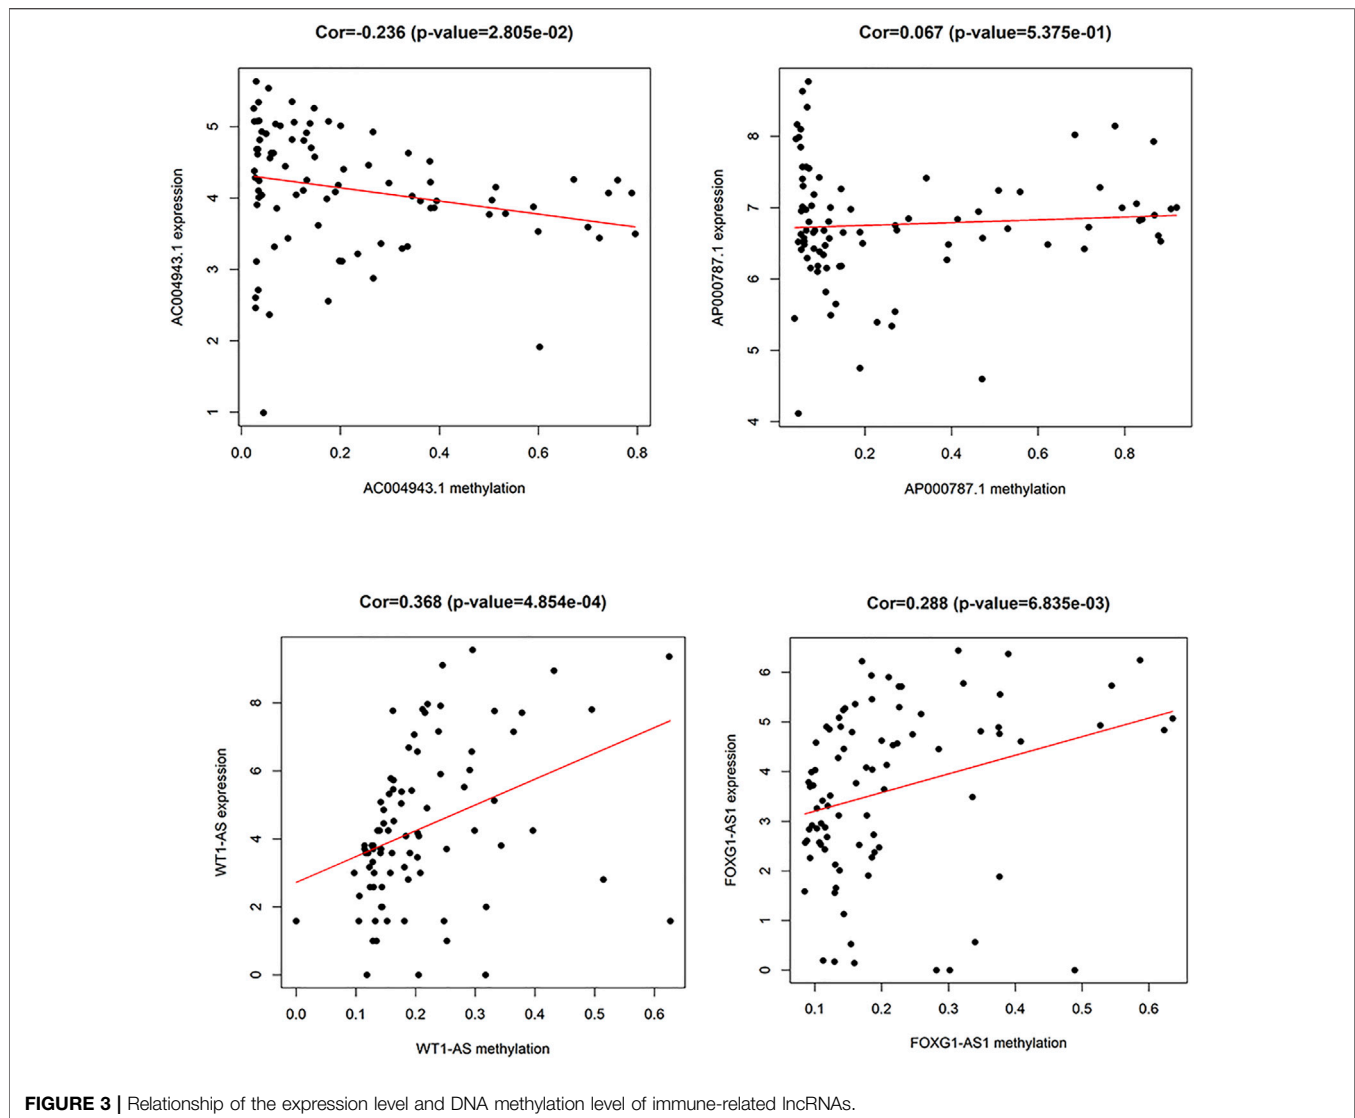 Cor=-0.236 (p-value=2.805e-02)
AC004943.1 expression
5
4
3
2
1
0.0 0.2 0.4 0.6 0.8
AC004943.1 methylation
Cor=0.067 (p-value=5.375e-01)
AP000787.1 expression
8
7
6
5
4
0.2 0.4 0.6 0.8
AP000787.1 methylation
Cor=0.368 (p-value=4.854e-04)
WT1-AS expression
8
6
4
2
0
0.0 0.1 0.2 0.3 0.4 0.5 0.6
WT1-AS methylation
Cor=0.288 (p-value=6.835e-03)
FOXG1-AS1 expression
6
5
4
3
2
1
0
0.1 0.2 0.3 0.4 0.5 0.6
FOXG1-AS1 methylation
FIGURE 3 | Relationship of the expression level and DNA methylation level of immune-related lncRNAs.